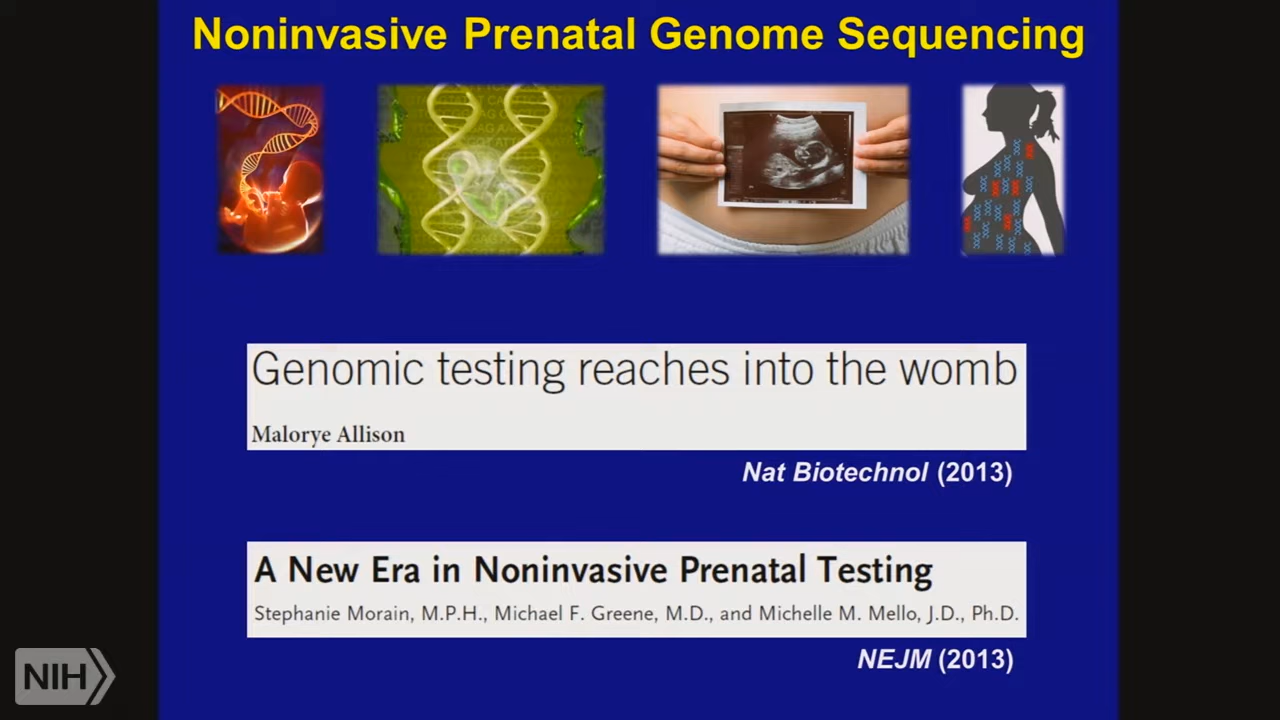 Noninvasive Prenatal Genome Sequencing
Genomic testing reaches into the womb
Malorye Allison
Nat Biotechnol (2013)
A New Era in Noninvasive Prenatal Testing
Stephanie Morain, M.P.H., Michael F. Greene, M.D., and Michelle M. Mello, J.D., Ph.D.
NEJM (2013)
NIH